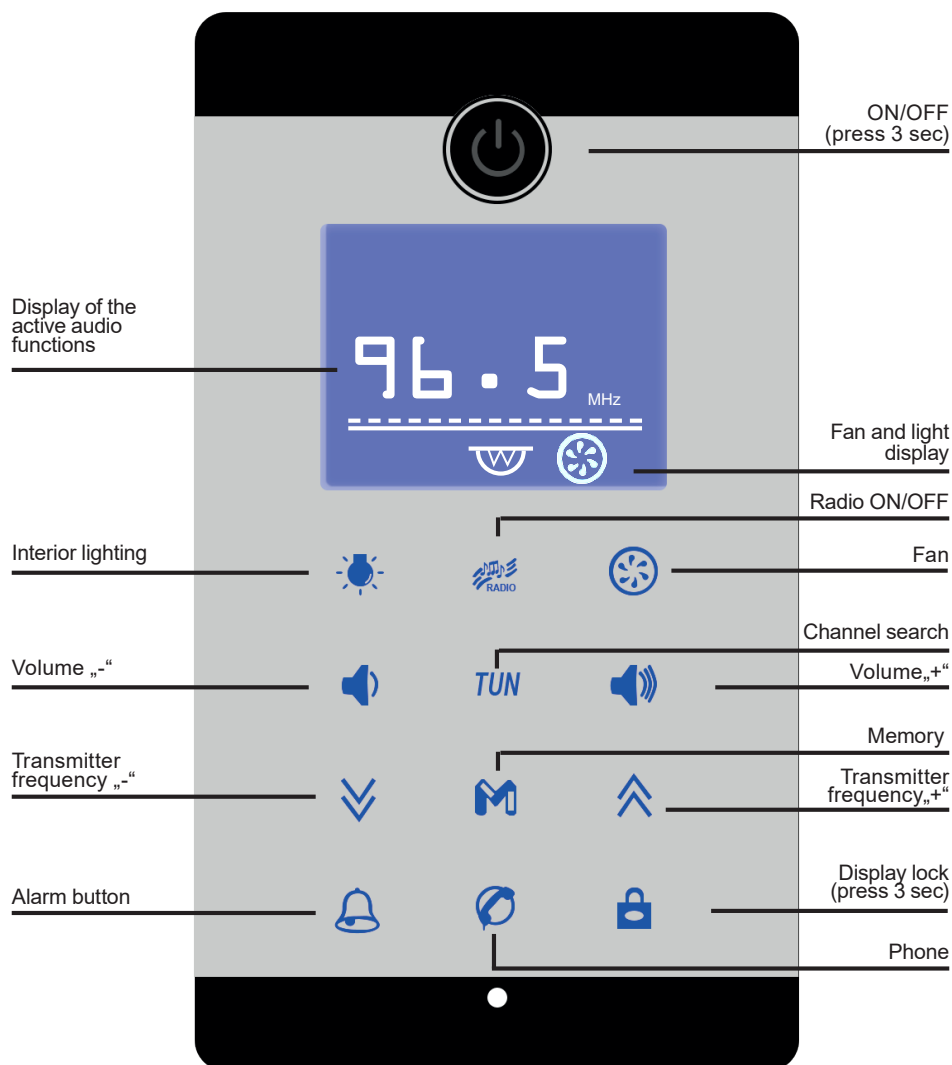 ON/OFF
(press 3 sec)
Display of the
active audio
functions
96.5
MHz
Fan and light
display
Radio ON/OFF
Interior lighting
Fan
RADIO
Channel search
Volume „-“
Volume„+“
TUN
Memory
Transmitter
frequency „-“
Transmitter
frequency„+“
M
Display lock
(press 3 sec)
Alarm button
Phone